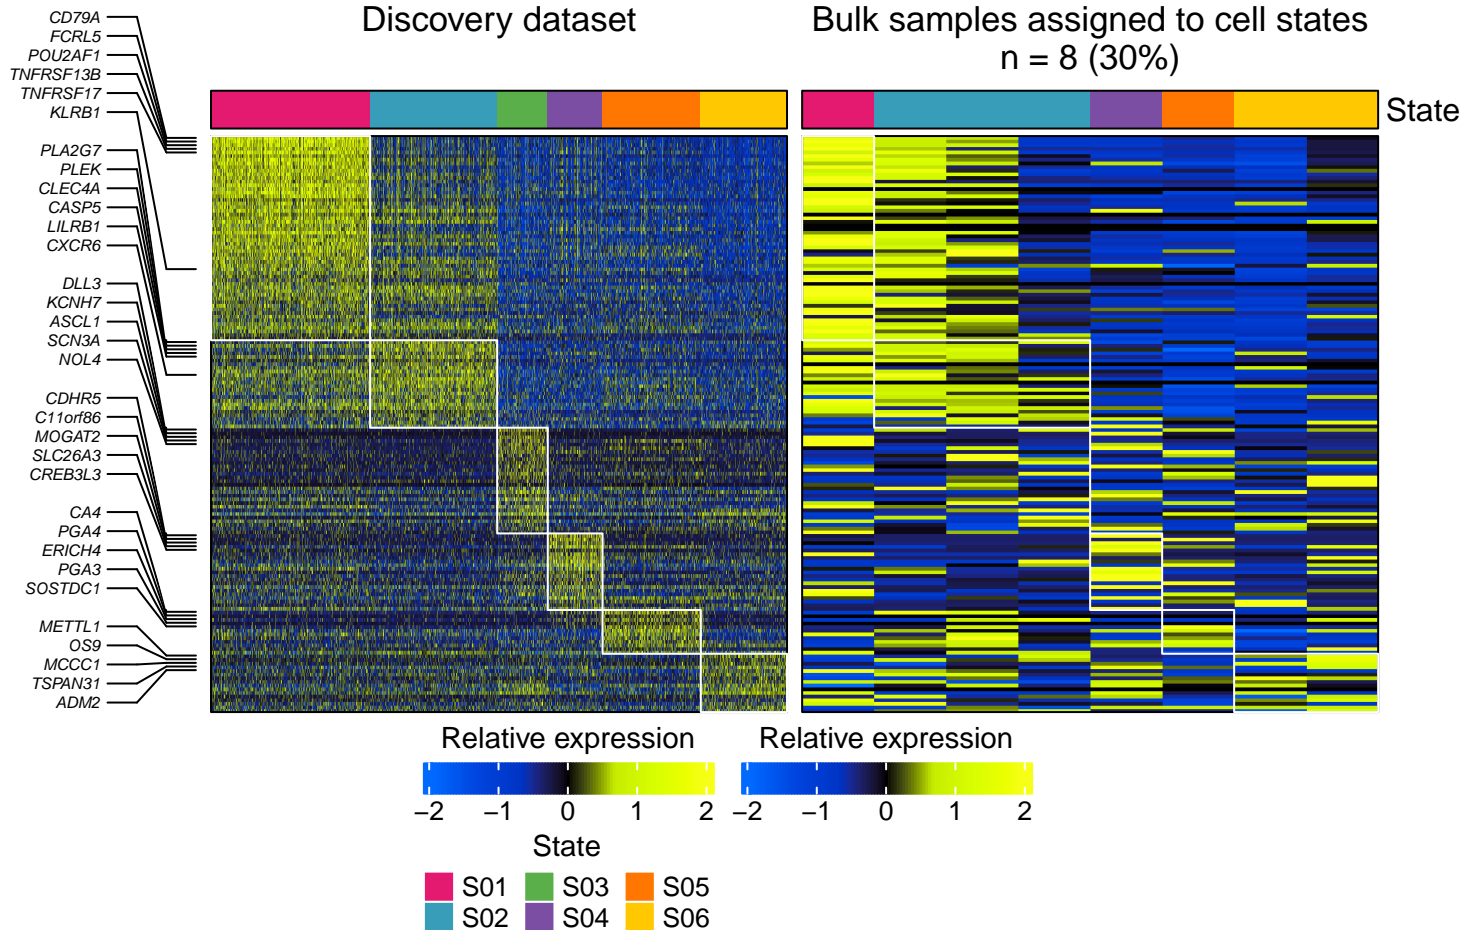 Discovery dataset
Bulk samples assigned to cell states
n = 8 (30%)
State
CD79A
FCRL5
POU2AF1
TNFRSF13B
TNFRSF17
KLRB1
PLA2G7
PLEK
CLEC4A
CASP5
LILRB1
CXCR6
DLL3
KCNH7
ASCL1
SCN3A
NOL4
CDHR5
C11orf86
MOGAT2
SLC26A3
CREB3L3
CA4
PGA4
ERICH4
PGA3
SOSTDC1
METTL1
OS9
MCCC1
TSPAN31
ADM2
Relative expression
−2 −1 0 1 2
Relative expression
−2 −1 0 1 2
State
S01 S03 S05
S02 S04 S06